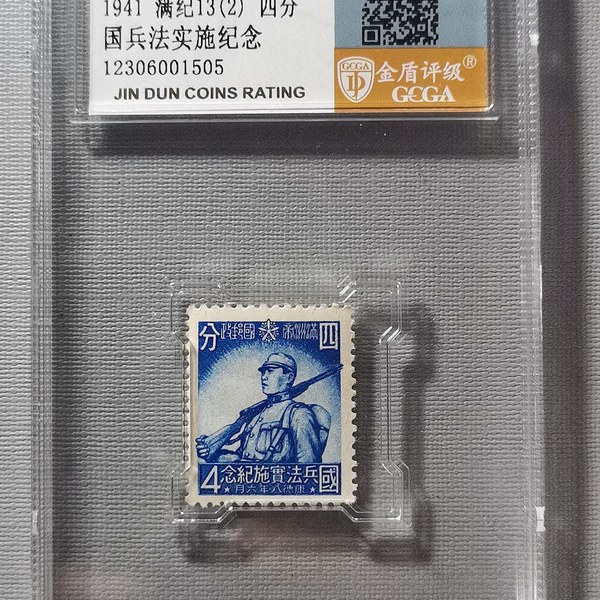 1941 满纪13(2) 四分
国兵法实施纪念
12306001505
JIN DUN COINS RATING
GCGA
金盾评级®
GCGA
四 滿洲帝國郵政 分
國兵法實施紀念 4
★康德八年六月★